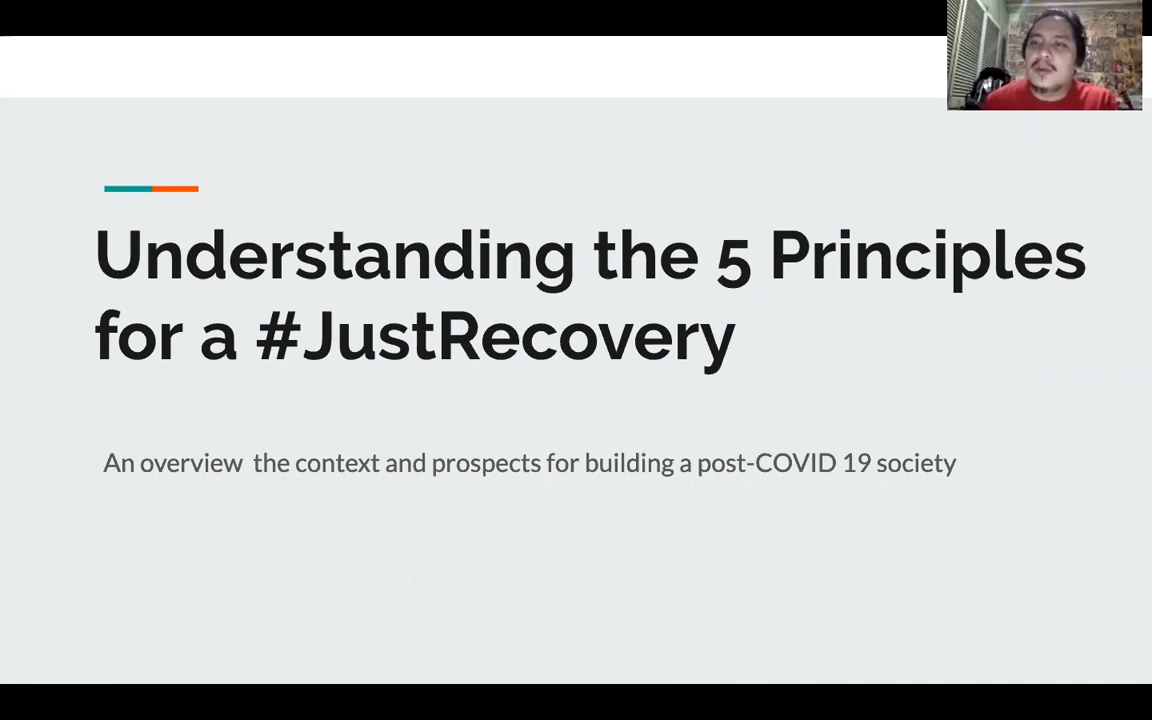 Understanding the 5 Principles
for a #JustRecovery
An overview  the context and prospects for building a post-COVID 19 society